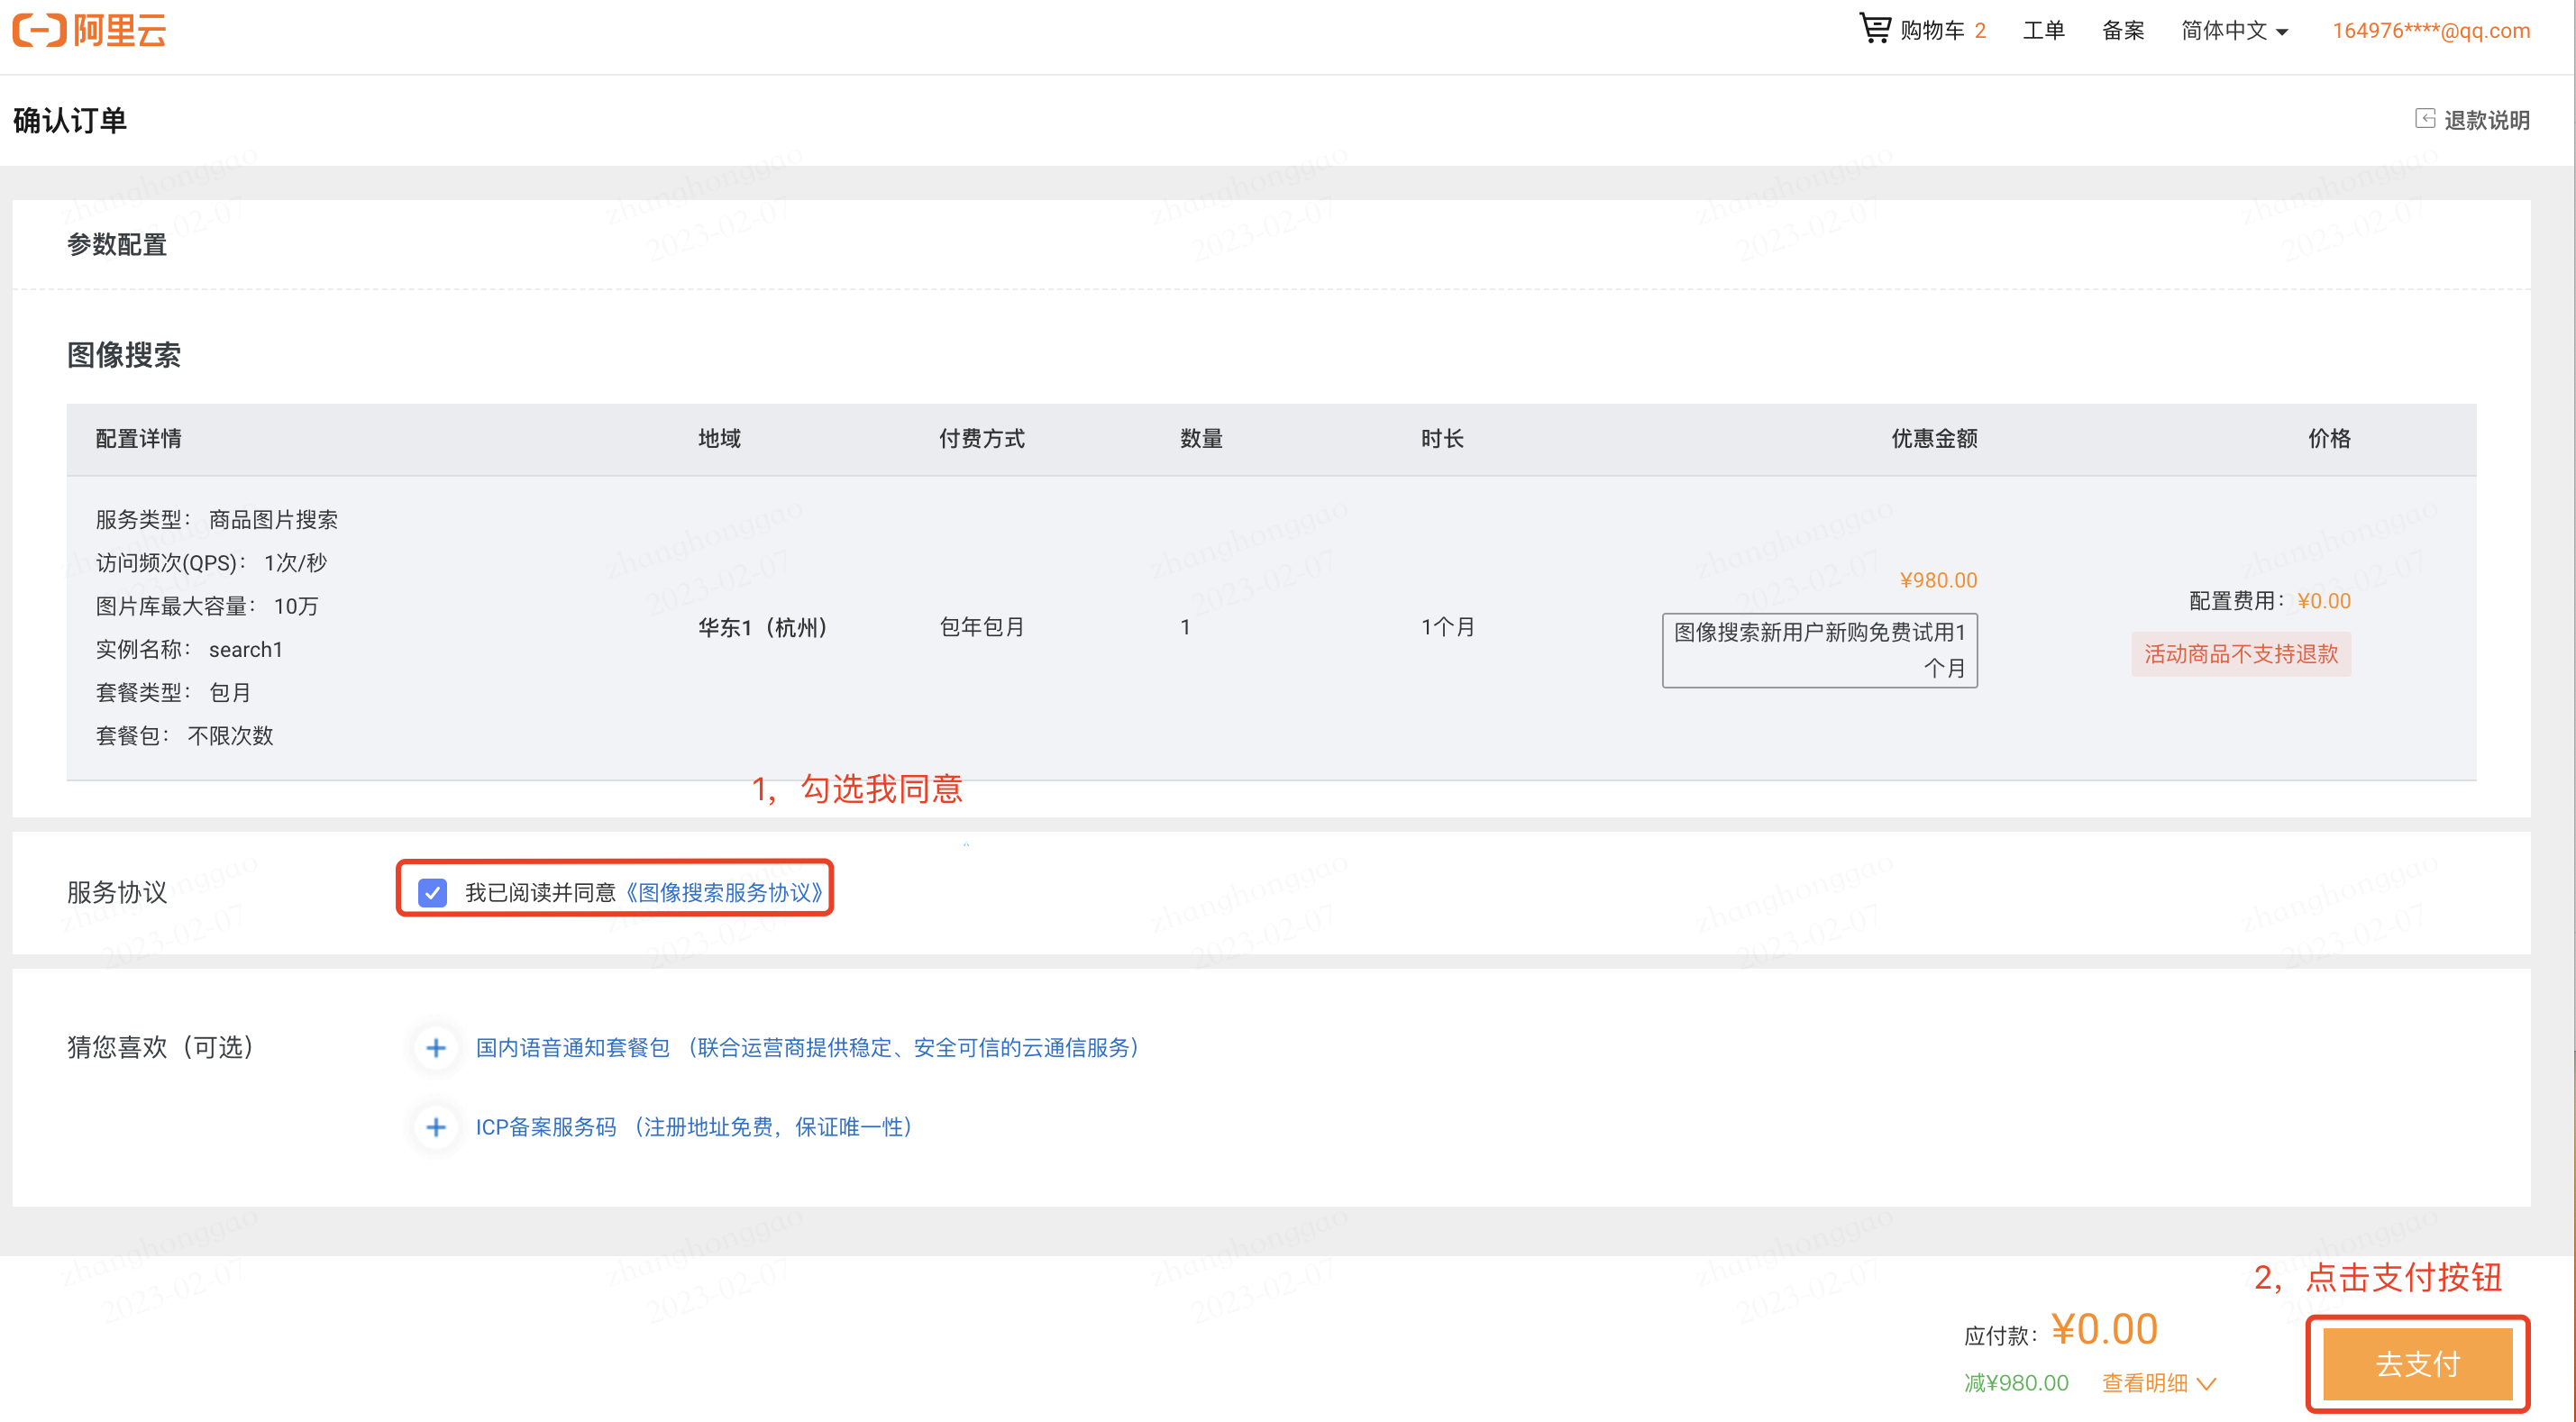 阿里云
购物车 2 工单 备案 简体中文 164976****@qq.com
确认订单
退款说明
参数配置
图像搜索
配置详情 地域 付费方式 数量 时长 优惠金额 价格
服务类型： 商品图片搜索
访问频次(QPS)： 1次/秒
图片库最大容量： 10万
实例名称： search1
套餐类型： 包月
套餐包： 不限次数
华东1（杭州）
包年包月
1
1个月
¥980.00
图像搜索新用户新购免费试用1
个月
配置费用：¥0.00
活动商品不支持退款
1，勾选我同意
服务协议
我已阅读并同意《图像搜索服务协议》
猜您喜欢（可选）
国内语音通知套餐包 （联合运营商提供稳定、安全可信的云通信服务）
ICP备案服务码 （注册地址免费，保证唯一性）
2，点击支付按钮
应付款：¥0.00
减¥980.00 查看明细
去支付
zhanghonggao
2023-02-07